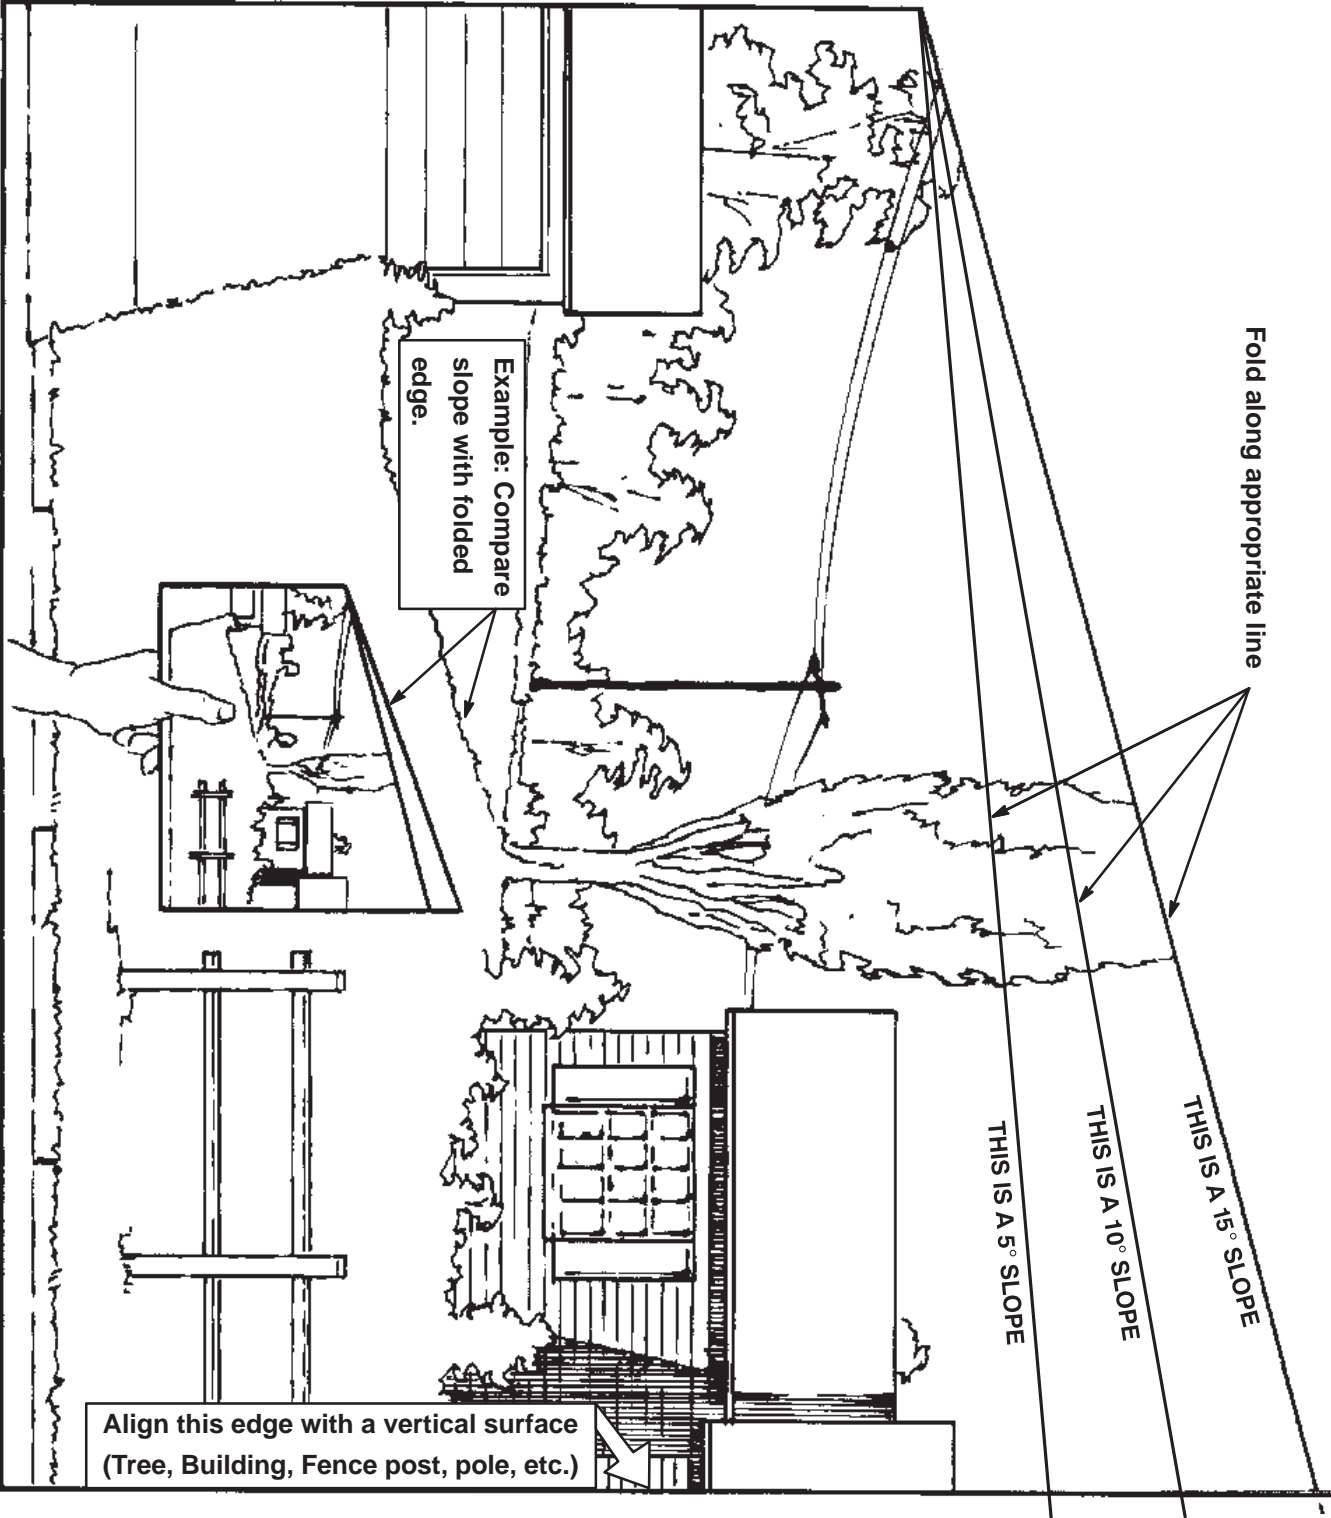 Fold along appropriate line
THIS IS A 15° SLOPE
THIS IS A 10° SLOPE
THIS IS A 5° SLOPE
Example: Compare
slope with folded
edge.
Align this edge with a vertical surface
(Tree, Building, Fence post, pole, etc.)